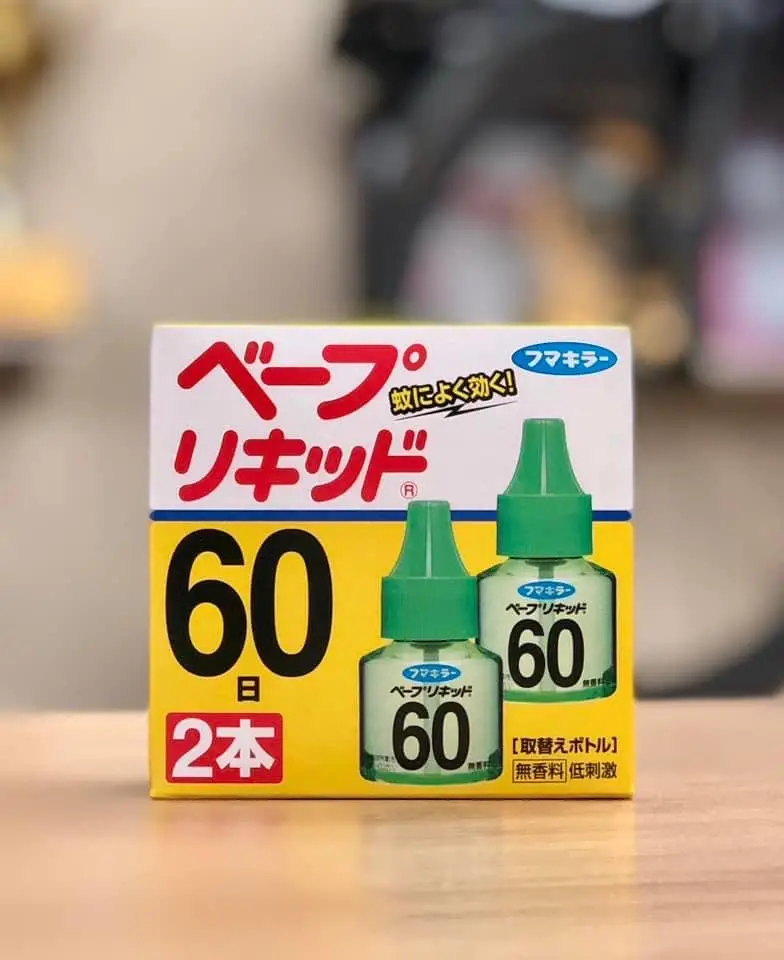 ベープ
リキッド®
蚊によく効く!
フマキラー
60
日
2本
フマキラー
ベープリキッド
60
無香料
フマキラー
ベープリキッド
60
[取替えボトル]
無香料 低刺激